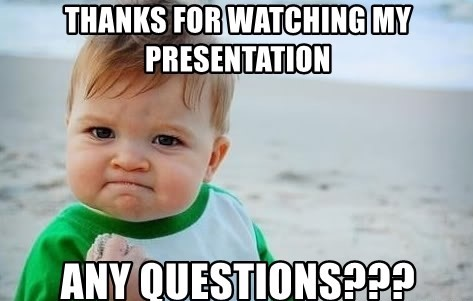 THANKS FOR WATCHING MY
PRESENTATION
ANY QUESTIONS???